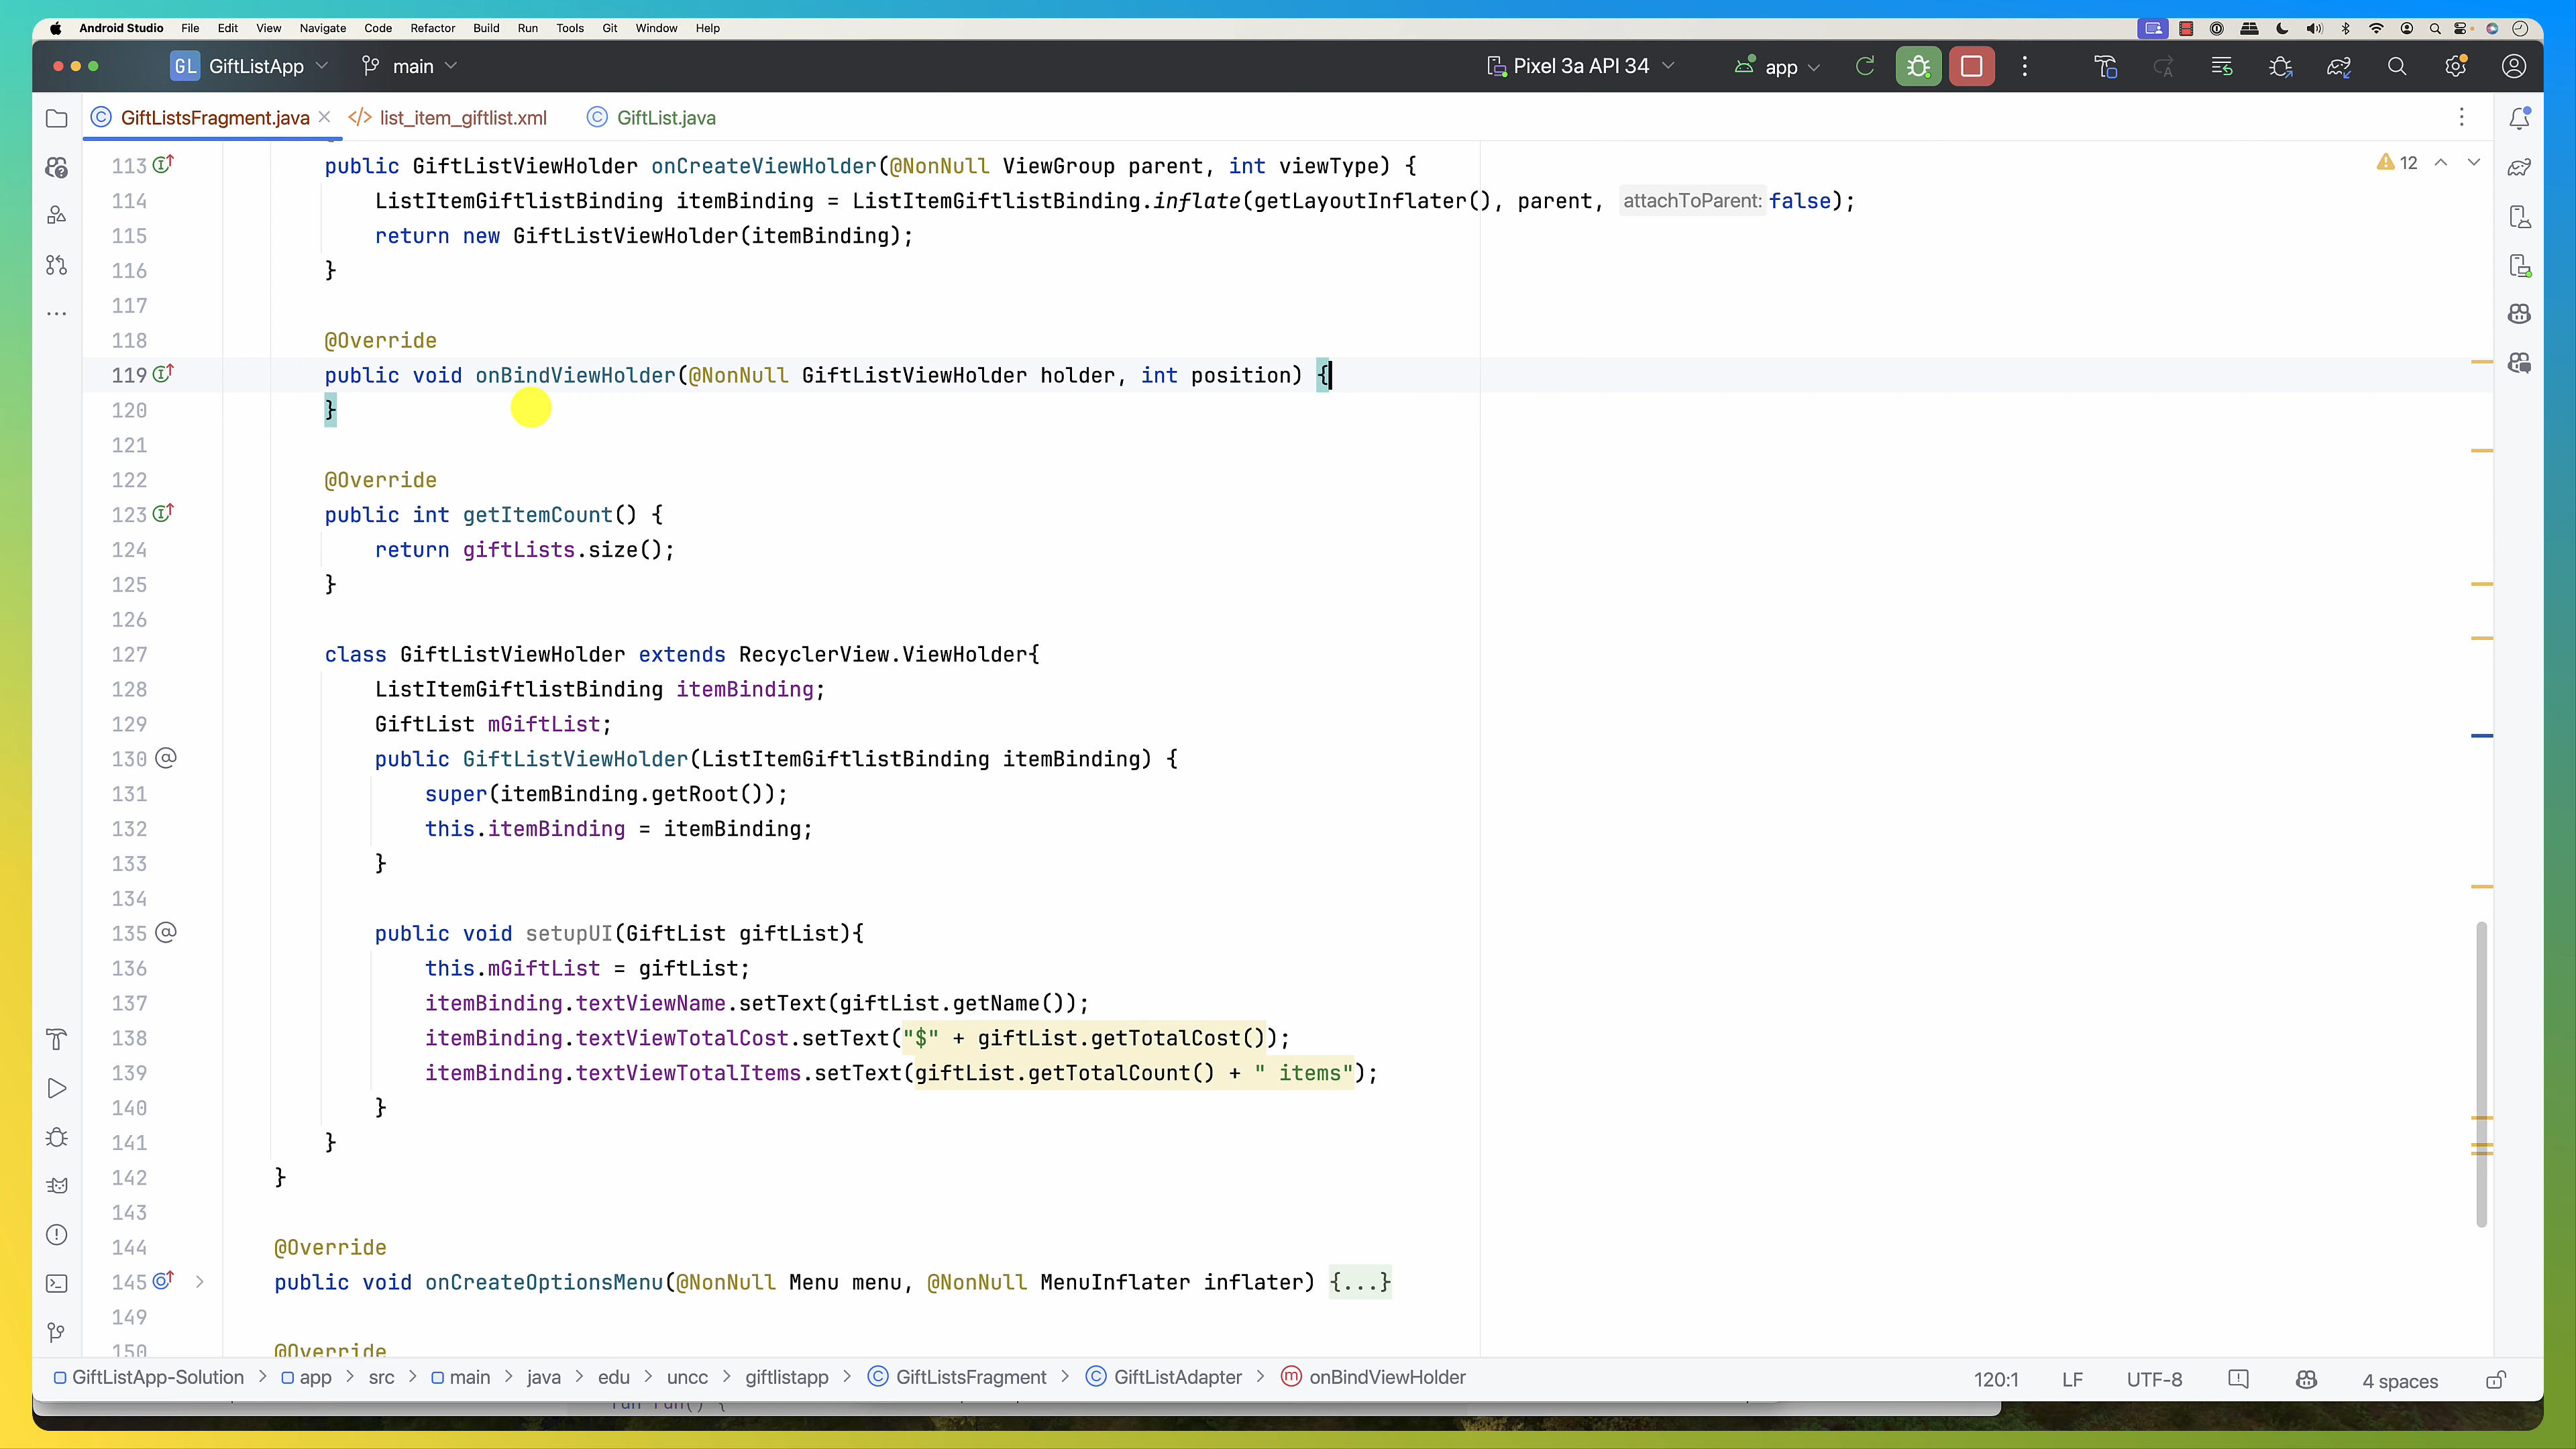 Android Studio File Edit View Navigate Code Refactor Build Run Tools Git Window Help
GL GiftListApp main Pixel 3a API 34 app
GiftListsFragment.java list_item_giftlist.xml GiftList.java
113 public GiftListViewHolder onCreateViewHolder(@NonNull ViewGroup parent, int viewType) { 12
114 ListItemGiftlistBinding itemBinding = ListItemGiftlistBinding.inflate(getLayoutInflater(), parent, attachToParent: false);
115 return new GiftListViewHolder(itemBinding);
116 }
117
118 @Override
119 public void onBindViewHolder(@NonNull GiftListViewHolder holder, int position) {
120 }
121
122 @Override
123 public int getItemCount() {
124 return giftLists.size();
125 }
126
127 class GiftListViewHolder extends RecyclerView.ViewHolder{
128 ListItemGiftlistBinding itemBinding;
129 GiftList mGiftList;
130 public GiftListViewHolder(ListItemGiftlistBinding itemBinding) {
131 super(itemBinding.getRoot());
132 this.itemBinding = itemBinding;
133 }
134
135 public void setupUI(GiftList giftList){
136 this.mGiftList = giftList;
137 itemBinding.textViewName.setText(giftList.getName());
138 itemBinding.textViewTotalCost.setText("$" + giftList.getTotalCost());
139 itemBinding.textViewTotalItems.setText(giftList.getTotalCount() + " items");
140 }
141 }
142 }
143
144 @Override
145 public void onCreateOptionsMenu(@NonNull Menu menu, @NonNull MenuInflater inflater) {...}
149
150 @Override
GiftListApp-Solution > app > src > main > java > edu > uncc > giftlistapp > GiftListsFragment > GiftListAdapter > onBindViewHolder 120:1 LF UTF-8 4 spaces